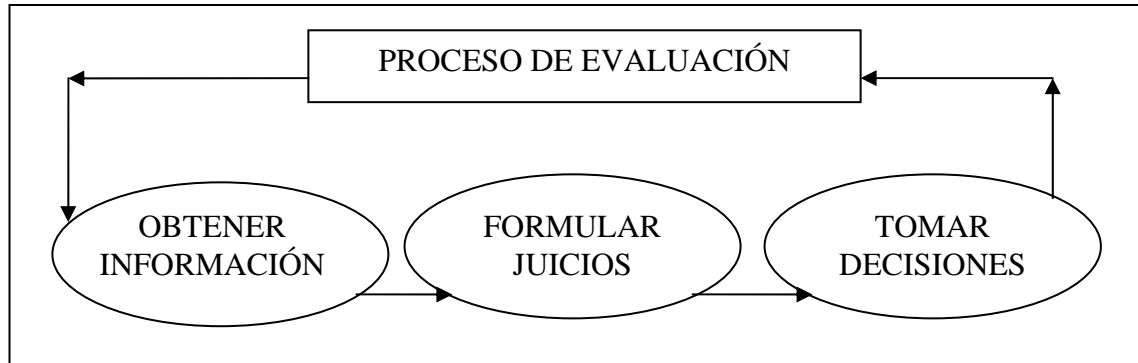 PROCESO DE EVALUACIÓN
OBTENER
INFORMACIÓN
FORMULAR
JUICIOS
TOMAR
DECISIONES